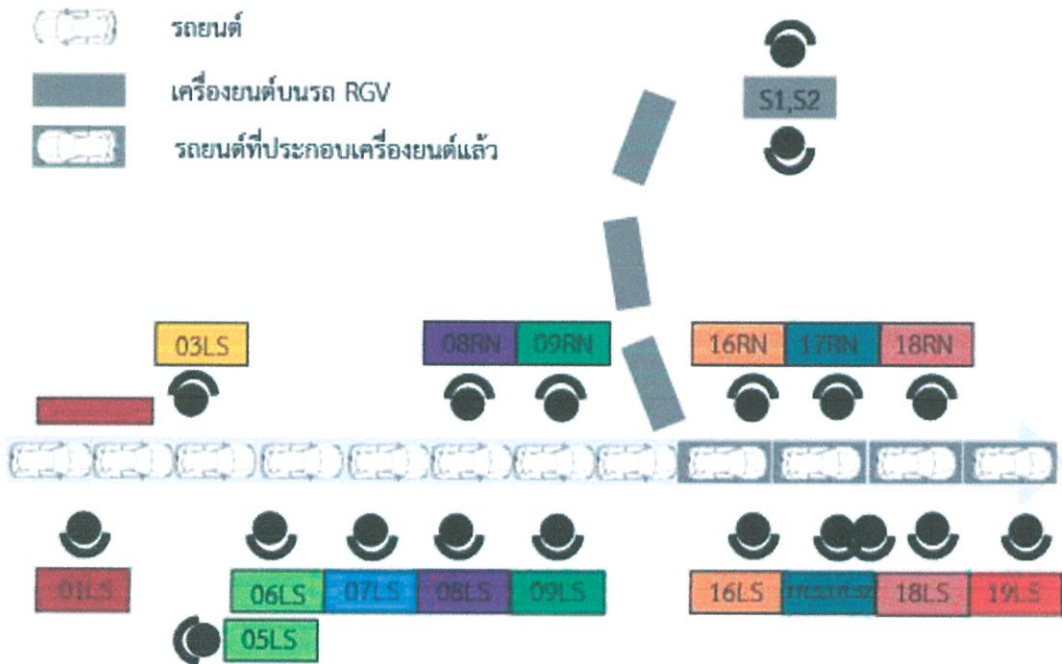 รถยนต์
เครื่องยนต์บนรถ RGV
รถยนต์ที่ประกอบเครื่องยนต์แล้ว
S1,S2
03LS
08RN
09RN
16RN
17RN
18RN
01LS
06LS
07LS
08LS
09LS
16LS
18LS
19LS
05LS